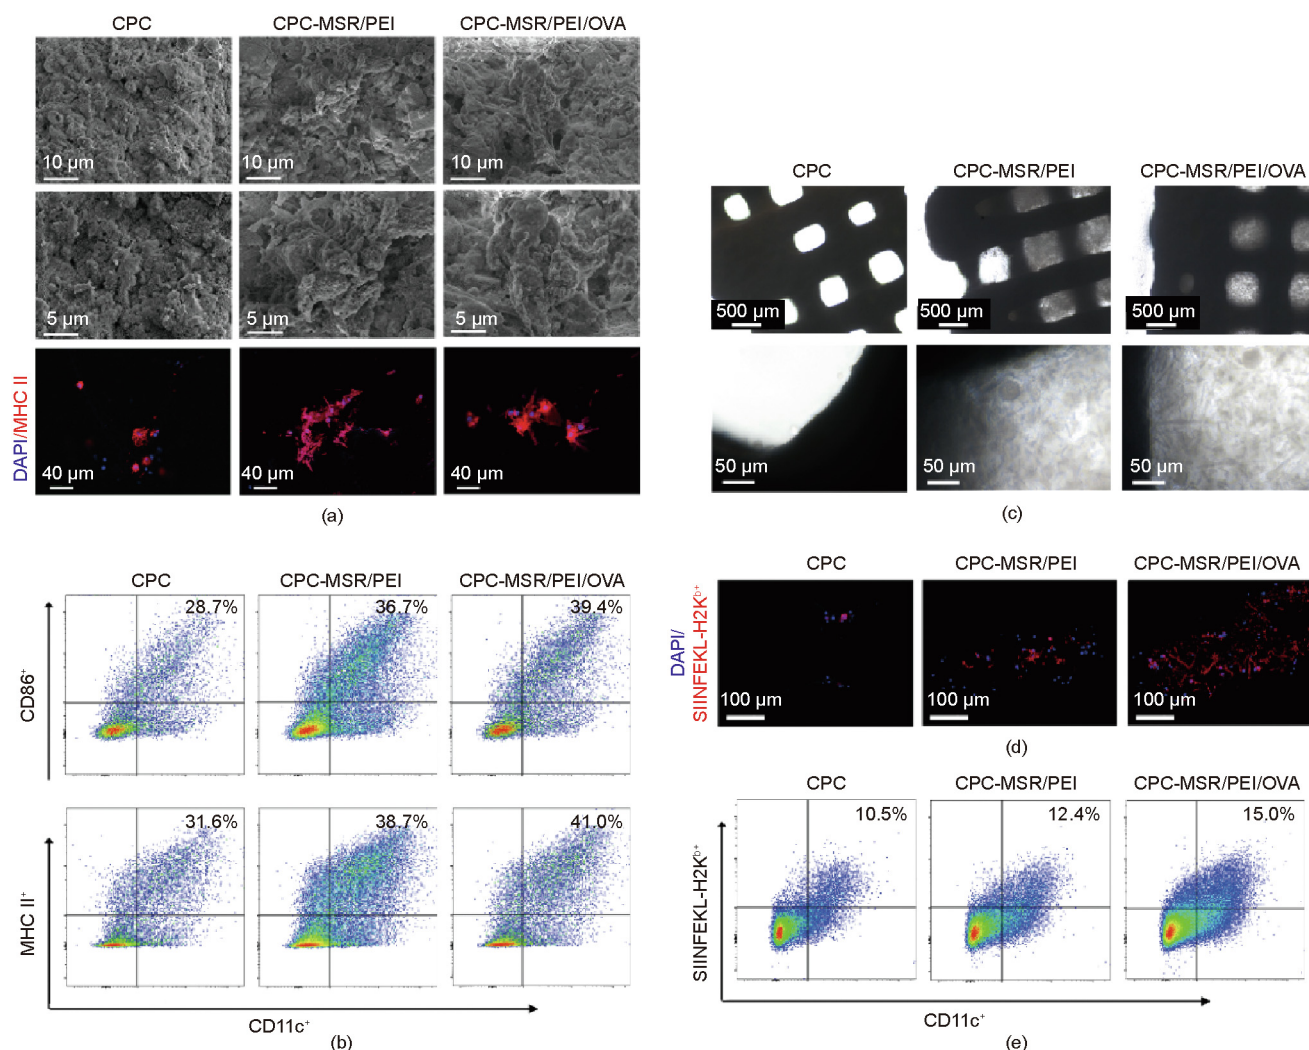 CPC CPC-MSR/PEI CPC-MSR/PEI/OVA
10 μm 10 μm 10 μm
5 μm 5 μm 5 μm
DAPI/MHC II
40 μm 40 μm 40 μm
(a)
CPC CPC-MSR/PEI CPC-MSR/PEI/OVA
CD86⁺
28.7% 36.7% 39.4%
MHC II⁺
31.6% 38.7% 41.0%
CD11c⁺
(b)
CPC CPC-MSR/PEI CPC-MSR/PEI/OVA
500 μm 500 μm 500 μm
50 μm 50 μm 50 μm
(c)
CPC CPC-MSR/PEI CPC-MSR/PEI/OVA
DAPI/
SIINFEKL-H2Kᵇ⁺
100 μm 100 μm 100 μm
(d)
CPC CPC-MSR/PEI CPC-MSR/PEI/OVA
SIINFEKL-H2Kᵇ⁺
10.5% 12.4% 15.0%
CD11c⁺
(e)